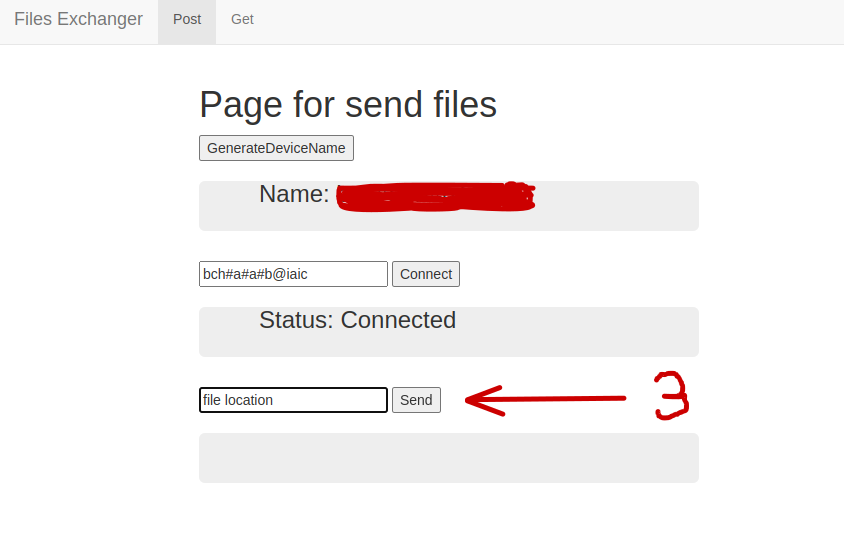 Files Exchanger Post Get
Page for send files
GenerateDeviceName
Name:
bch#a#a#b@iaic Connect
Status: Connected
file location Send 3